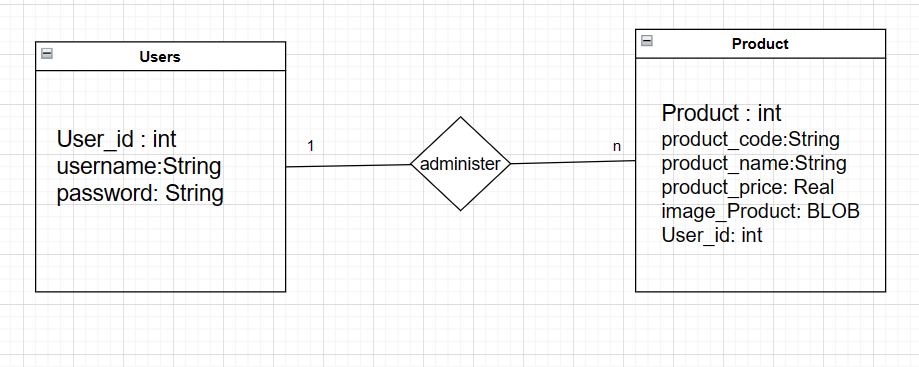 Users
User_id : int
username:String
password: String
1
administer
n
Product
Product : int
product_code:String
product_name:String
product_price: Real
image_Product: BLOB
User_id: int